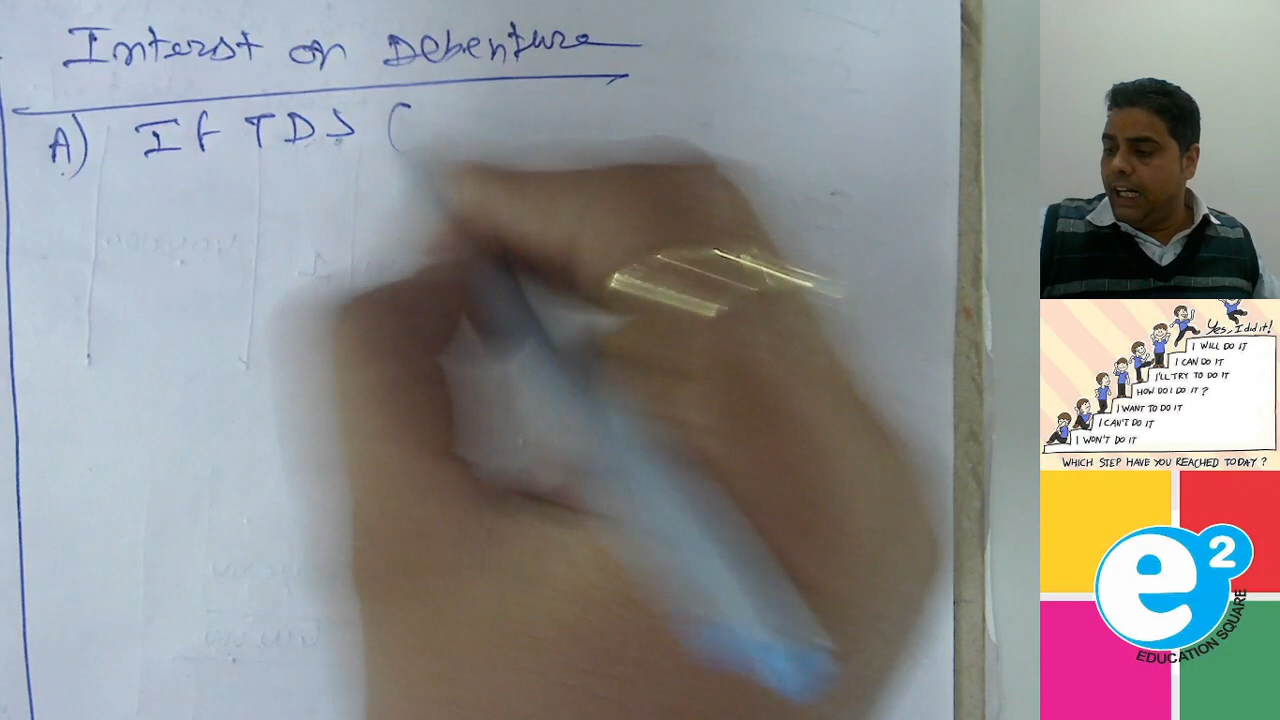 Interst on Debenture
A) If TDS (
Yes, I did it!
I WILL DO IT
I CAN DO IT
I'LL TRY TO DO IT
HOW DO I DO IT?
I WANT TO DO IT
I CAN'T DO IT
I WON'T DO IT
WHICH STEP HAVE YOU REACHED TODAY?
e2
EDUCATION SQUARE